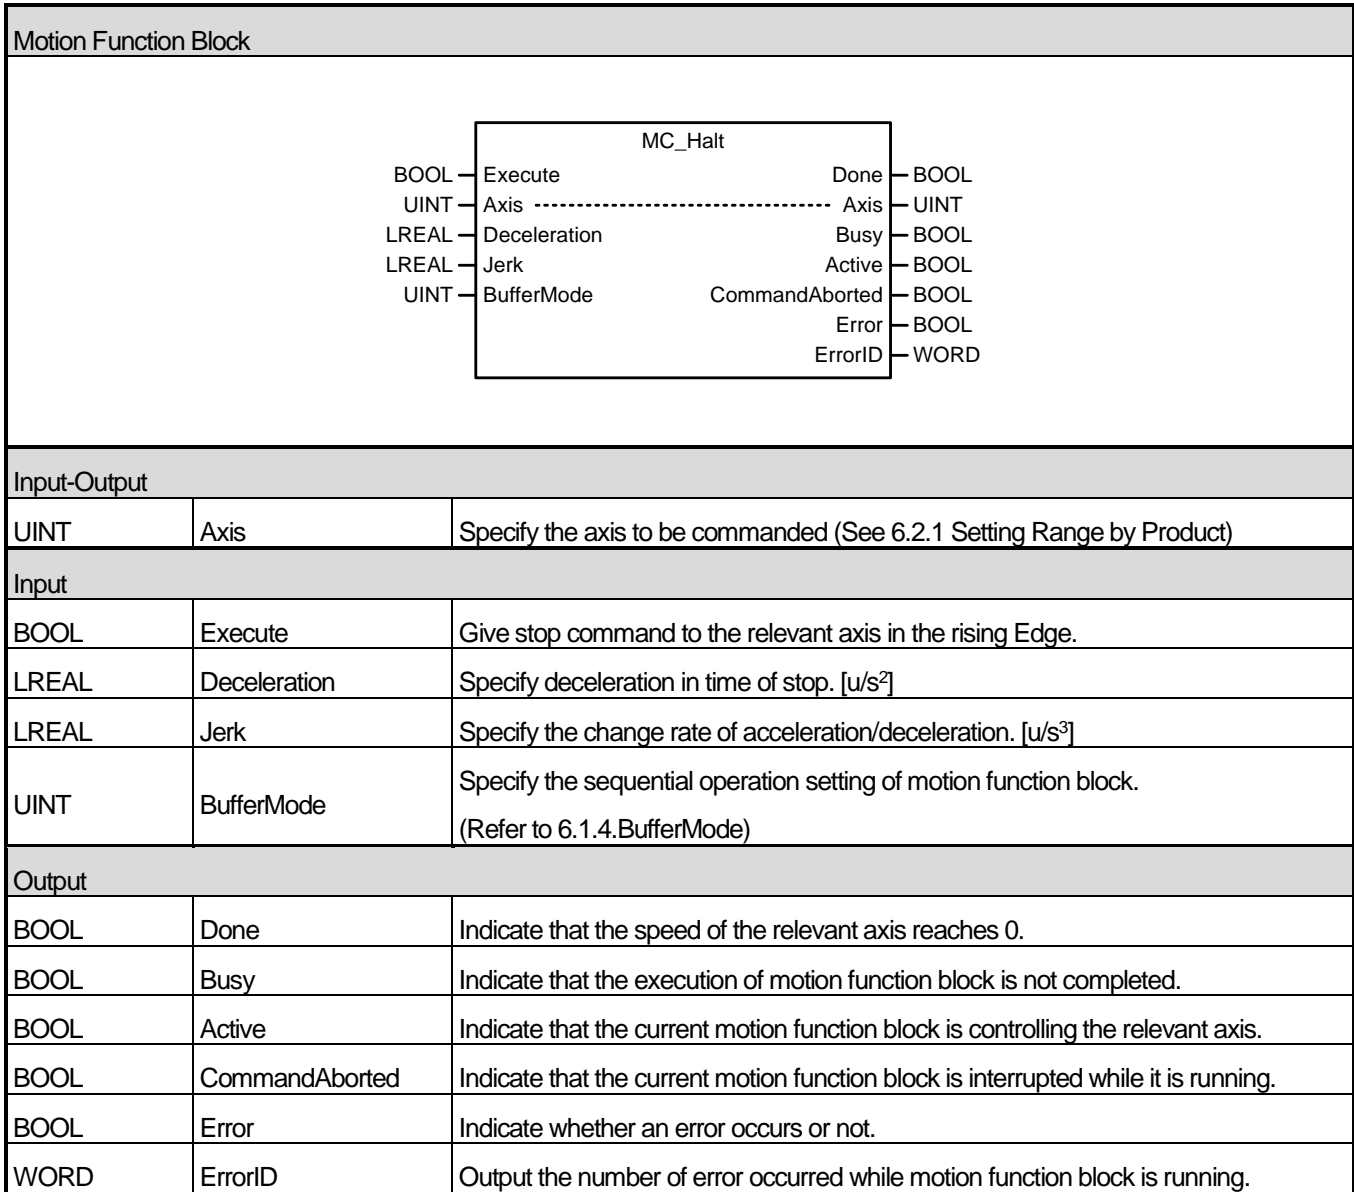 Motion Function Block
MC_Halt
BOOL Execute Done BOOL
UINT Axis Axis UINT
LREAL Deceleration Busy BOOL
LREAL Jerk Active BOOL
UINT BufferMode CommandAborted BOOL
Error BOOL
ErrorID WORD
Input-Output
UINT Axis Specify the axis to be commanded (See 6.2.1 Setting Range by Product)
Input
BOOL Execute Give stop command to the relevant axis in the rising Edge.
LREAL Deceleration Specify deceleration in time of stop. [u/s²]
LREAL Jerk Specify the change rate of acceleration/deceleration. [u/s³]
UINT BufferMode Specify the sequential operation setting of motion function block.
(Refer to 6.1.4.BufferMode)
Output
BOOL Done Indicate that the speed of the relevant axis reaches 0.
BOOL Busy Indicate that the execution of motion function block is not completed.
BOOL Active Indicate that the current motion function block is controlling the relevant axis.
BOOL CommandAborted Indicate that the current motion function block is interrupted while it is running.
BOOL Error Indicate whether an error occurs or not.
WORD ErrorID Output the number of error occurred while motion function block is running.